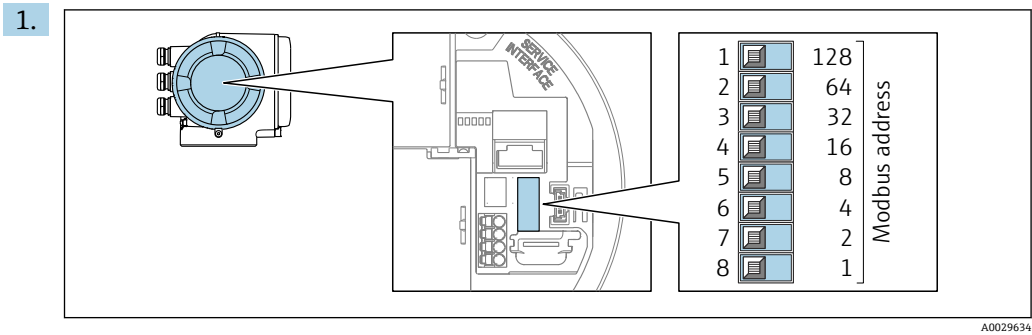 1.
SERVICE
INTERFACE
1 128
2 64
3 32
4 16
5 8
6 4
7 2
8 1
Modbus address
A0029634